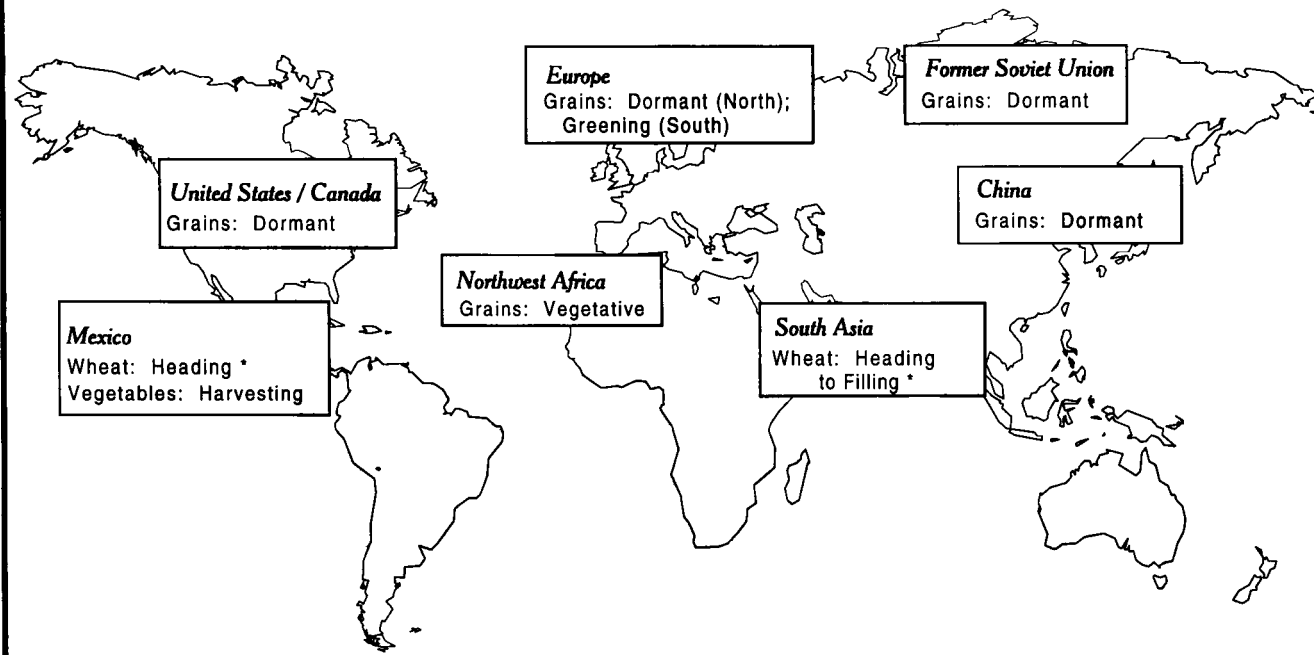 Europe
Grains: Dormant (North);
Greening (South)
Former Soviet Union
Grains: Dormant
United States / Canada
Grains: Dormant
China
Grains: Dormant
Northwest Africa
Grains: Vegetative
Mexico
Wheat: Heading *
Vegetables: Harvesting
South Asia
Wheat: Heading
to Filling *